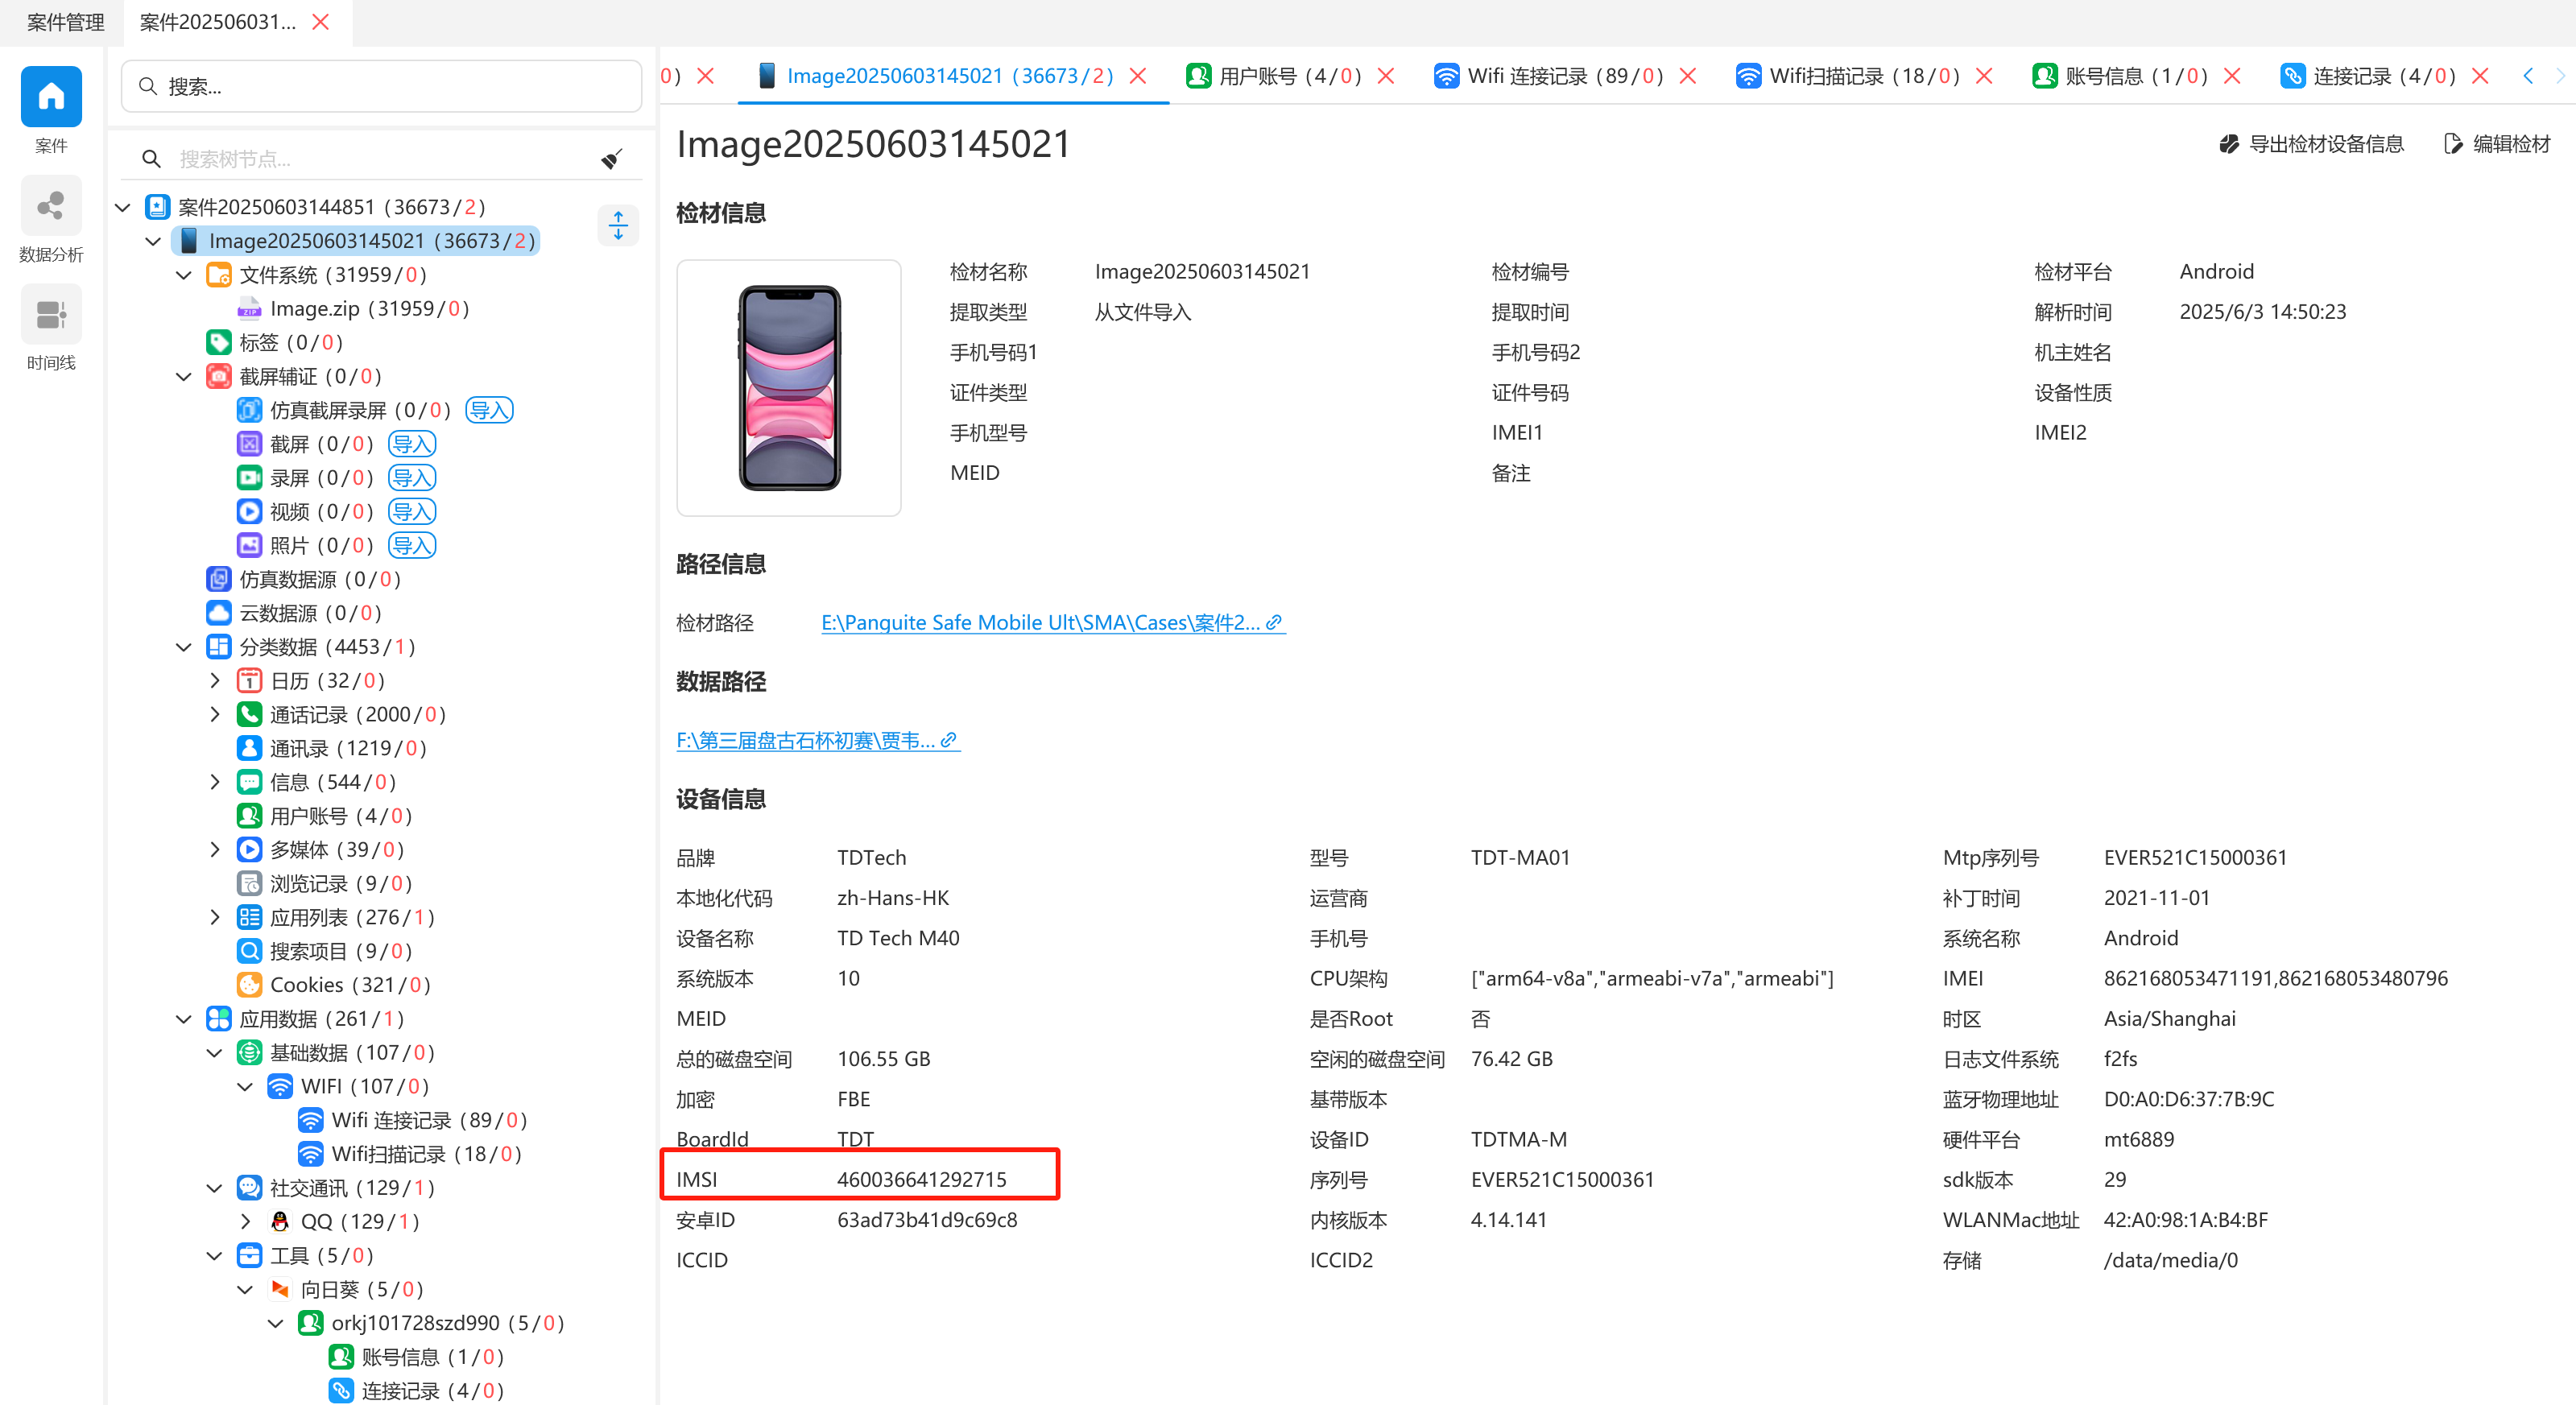 案件管理
案件202506031...
案件
数据分析
时间线
搜索...
搜索树节点...
案件20250603144851 (36673/2)
Image20250603145021 (36673/2)
文件系统 (31959/0)
Image.zip (31959/0)
标签 (0/0)
截屏辅证 (0/0)
仿真截屏录屏 (0/0) 导入
截屏 (0/0) 导入
录屏 (0/0) 导入
视频 (0/0) 导入
照片 (0/0) 导入
仿真数据源 (0/0)
云数据源 (0/0)
分类数据 (4453/1)
日历 (32/0)
通话记录 (2000/0)
通讯录 (1219/0)
信息 (544/0)
用户账号 (4/0)
多媒体 (39/0)
浏览记录 (9/0)
应用列表 (276/1)
搜索项目 (9/0)
Cookies (321/0)
应用数据 (261/1)
基础数据 (107/0)
WIFI (107/0)
Wifi 连接记录 (89/0)
Wifi扫描记录 (18/0)
社交通讯 (129/1)
QQ (129/1)
工具 (5/0)
向日葵 (5/0)
orkj101728szd990 (5/0)
账号信息 (1/0)
连接记录 (4/0)
0) Image20250603145021 (36673/2) 用户账号 (4/0) Wifi 连接记录 (89/0) Wifi扫描记录 (18/0) 账号信息 (1/0) 连接记录 (4/0)
Image20250603145021
导出检材设备信息 编辑检材
检材信息
检材名称 Image20250603145021 检材编号 检材平台 Android
提取类型 从文件导入 提取时间 解析时间 2025/6/3 14:50:23
手机号码1 手机号码2 机主姓名
证件类型 证件号码 设备性质
手机型号 IMEI1 IMEI2
MEID 备注
路径信息
检材路径 E:\Panguite Safe Mobile Ult\SMA\Cases\案件2...
数据路径
F:\第三届盘古石杯初赛\贾韦...
设备信息
品牌 TDTech 型号 TDT-MA01 Mtp序列号 EVER521C15000361
本地化代码 zh-Hans-HK 运营商 补丁时间 2021-11-01
设备名称 TD Tech M40 手机号 系统名称 Android
系统版本 10 CPU架构 ["arm64-v8a","armeabi-v7a","armeabi"] IMEI 862168053471191,862168053480796
MEID 是否Root 否 时区 Asia/Shanghai
总的磁盘空间 106.55 GB 空闲的磁盘空间 76.42 GB 日志文件系统 f2fs
加密 FBE 基带版本 蓝牙物理地址 D0:A0:D6:37:7B:9C
BoardId TDT 设备ID TDTMA-M 硬件平台 mt6889
IMSI 460036641292715 序列号 EVER521C15000361 sdk版本 29
安卓ID 63ad73b41d9c69c8 内核版本 4.14.141 WLANMac地址 42:A0:98:1A:B4:BF
ICCID ICCID2 存储 /data/media/0